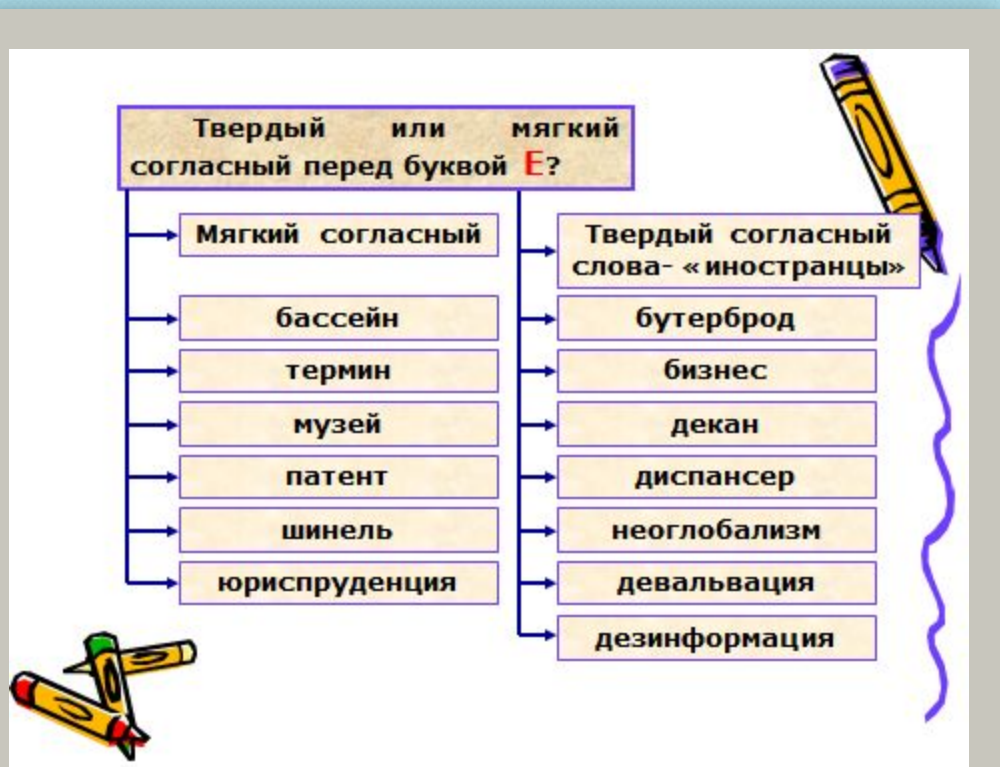 Твердый или мягкий
согласный перед буквой Е?
Мягкий согласный
бассейн
термин
музей
патент
шинель
юриспруденция
Твердый согласный
слова- «иностранцы»
бутерброд
бизнес
декан
диспансер
неоглобализм
девальвация
дезинформация